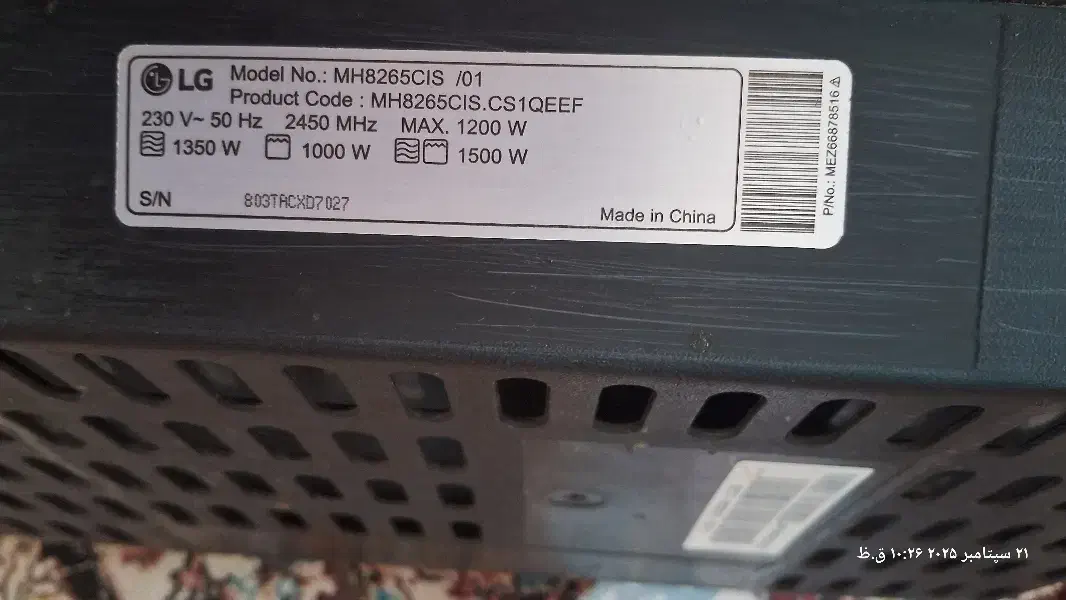 LG Model No.: MH8265CIS /01
Product Code : MH8265CIS.CS1QEEF
230 V~ 50 Hz 2450 MHz MAX. 1200 W
1350 W 1000 W 1500 W
S/N 803TACXD7027
Made in China
P/No.: MEZ66878516
۲۱ سپتامبر ۲۰۲۵ ۱۰:۲۶ ق.ظ